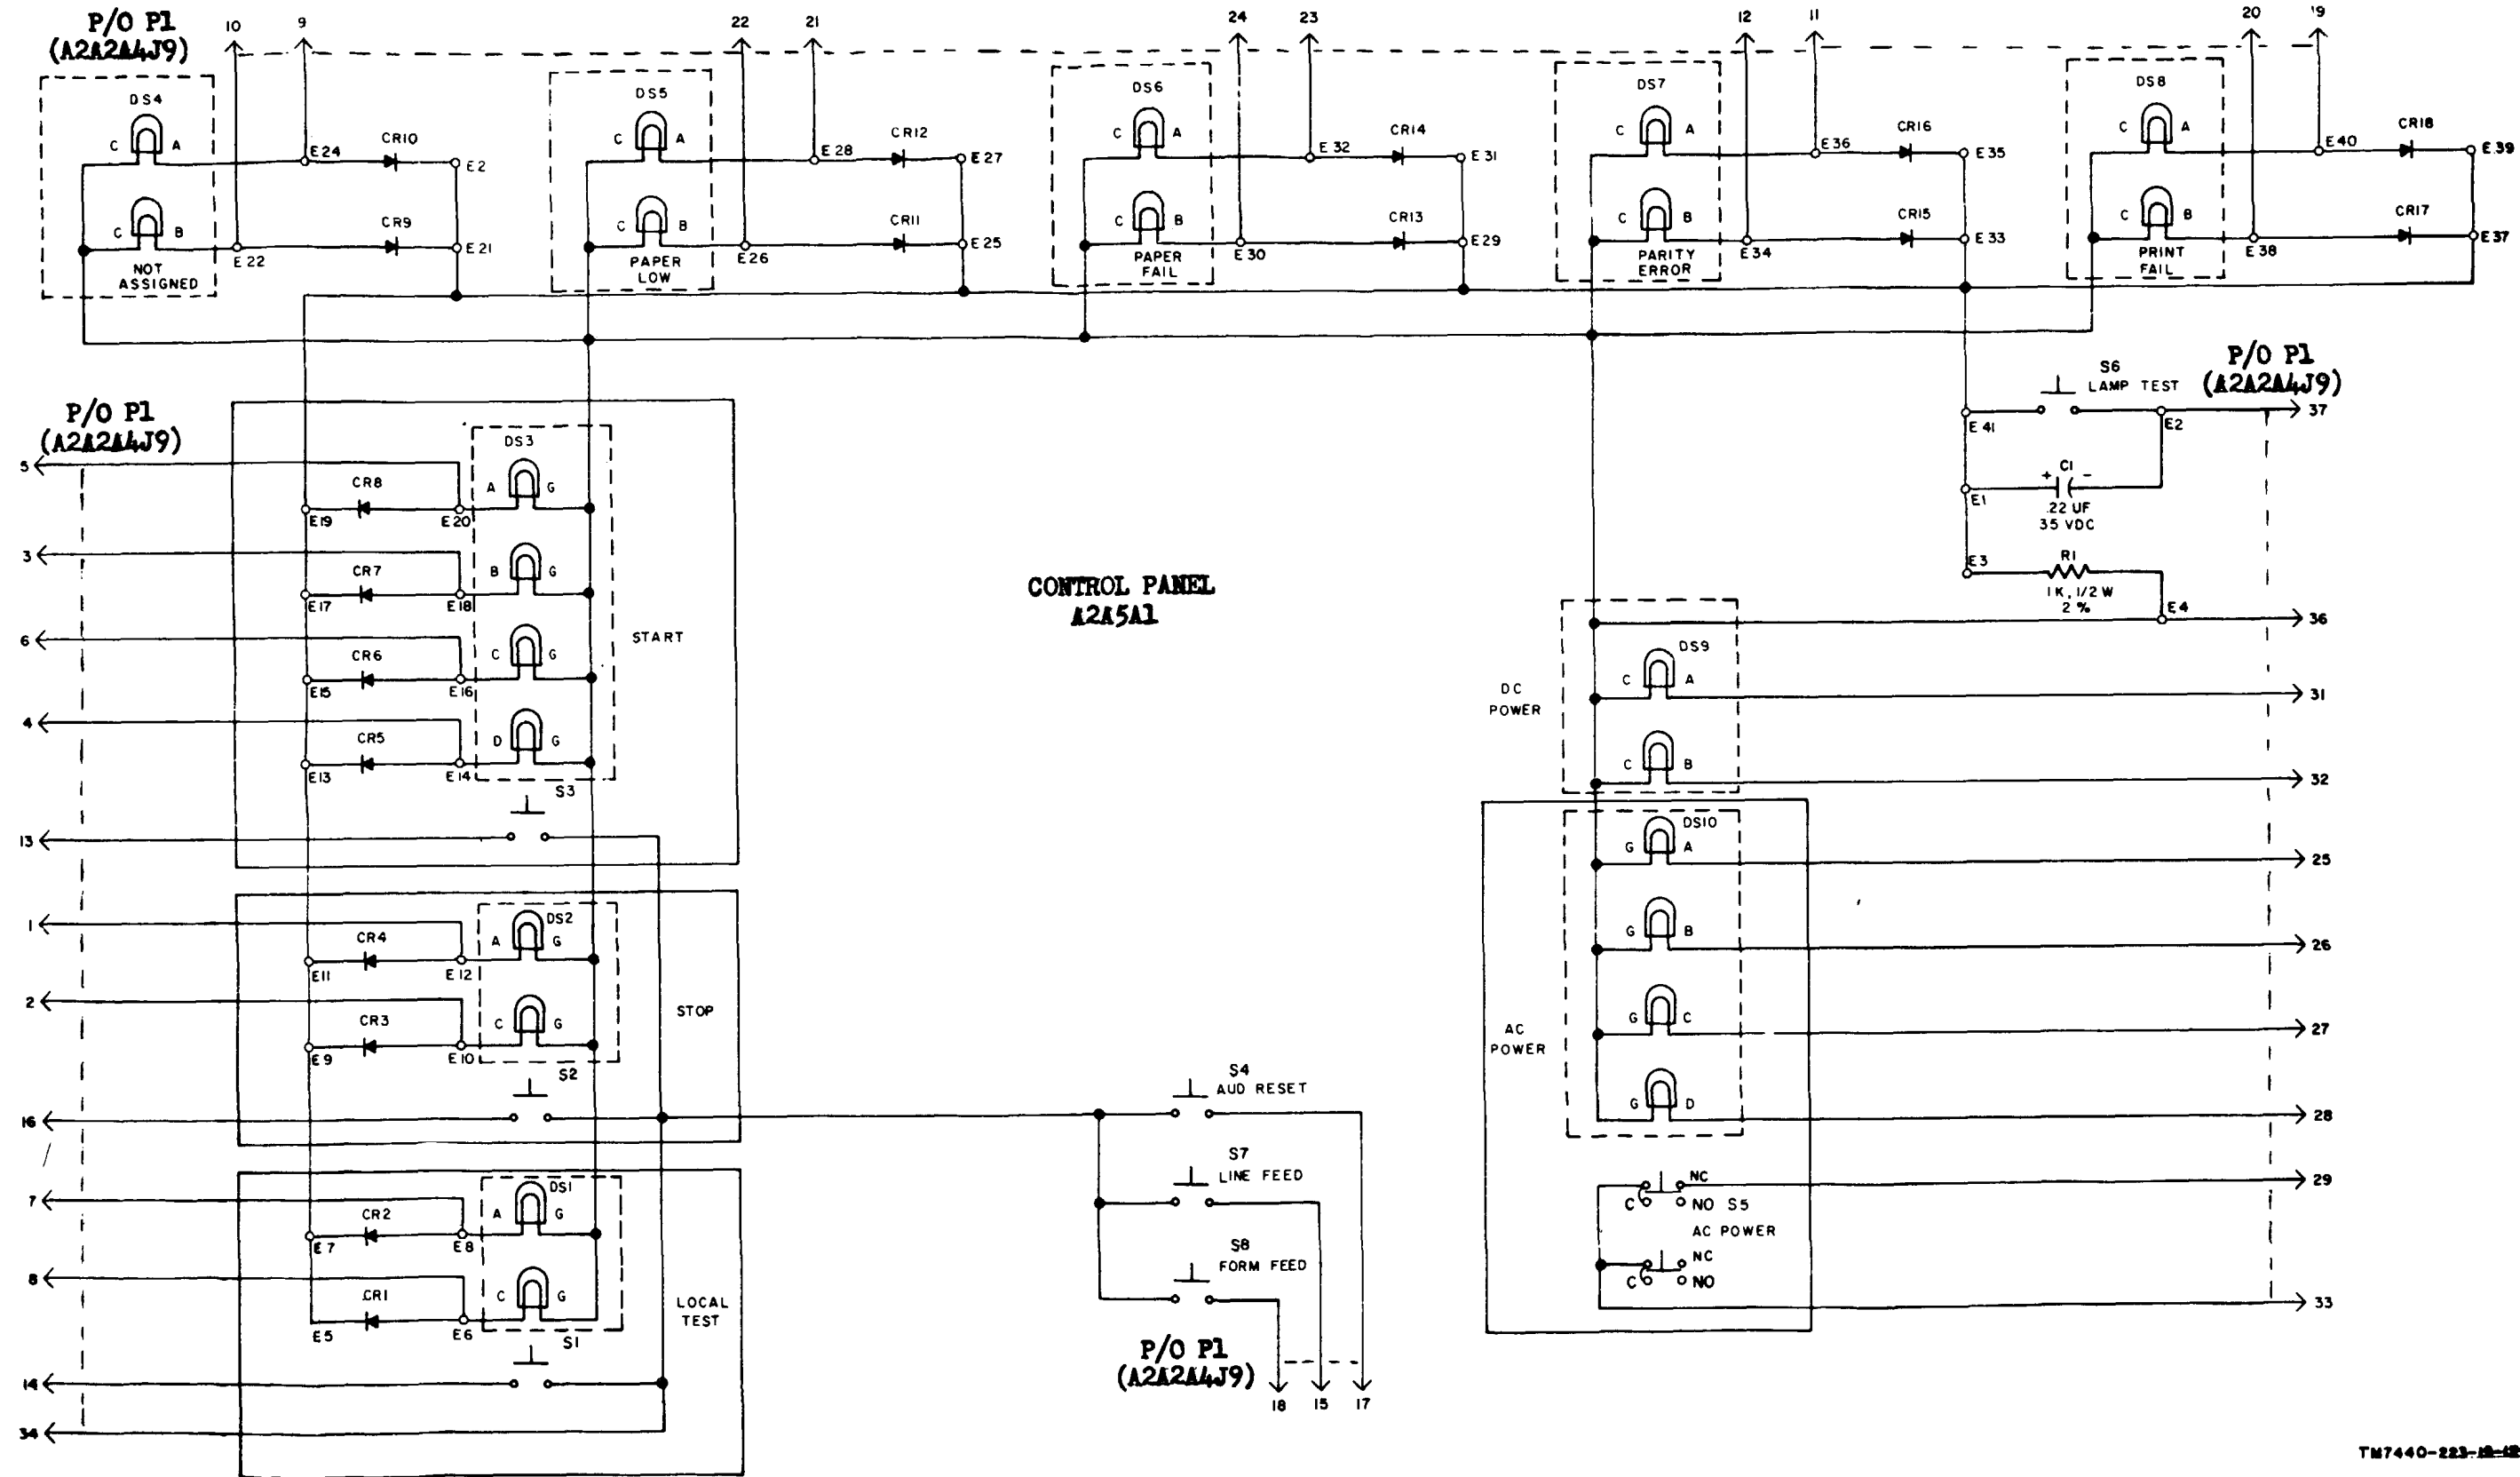 P/O P1
(A2A2A4J9)
10
9
22
21
24
23
12
11
20
19
DS4
C
A
CR10
E24
E2
C
B
CR9
E22
E21
NOT
ASSIGNED
DS5
C
A
CR12
E28
E27
C
B
CR11
E26
E25
PAPER
LOW
DS6
C
A
CR14
E32
E31
C
B
CR13
E30
E29
PAPER
FAIL
DS7
C
A
CR16
E36
E35
C
B
CR15
E34
E33
PARITY
ERROR
DS8
C
A
CR18
E40
E39
C
B
CR17
E38
E37
PRINT
FAIL
P/O P1
(A2A2A4J9)
5
DS3
CR8
A
G
E19
E20
3
CR7
B
G
E17
E18
START
6
CR6
C
G
E15
E16
4
CR5
D
G
E13
E14
S3
13
1
DS2
CR4
A
G
E11
E12
2
CR3
C
G
E9
E10
STOP
S2
16
7
DS1
CR2
A
G
E7
E8
8
CR1
C
G
E5
E6
LOCAL
TEST
S1
14
34
CONTROL PANEL
A2A5A1
S4
AUD RESET
S7
LINE FEED
S8
FORM FEED
P/O P1
(A2A2A4J9)
18
15
17
P/O P1
(A2A2A4J9)
S6
LAMP TEST
37
E41
E2
C1
+ -
E1
.22 UF
35 VDC
E3
R1
1K, 1/2 W
2 %
E4
36
DS9
DC
POWER
C
A
31
C
B
32
DS10
G
A
25
G
B
26
AC
POWER
G
C
27
G
D
28
NC
29
C
NO S5
AC POWER
NC
C
NO
33
TM7440-223-